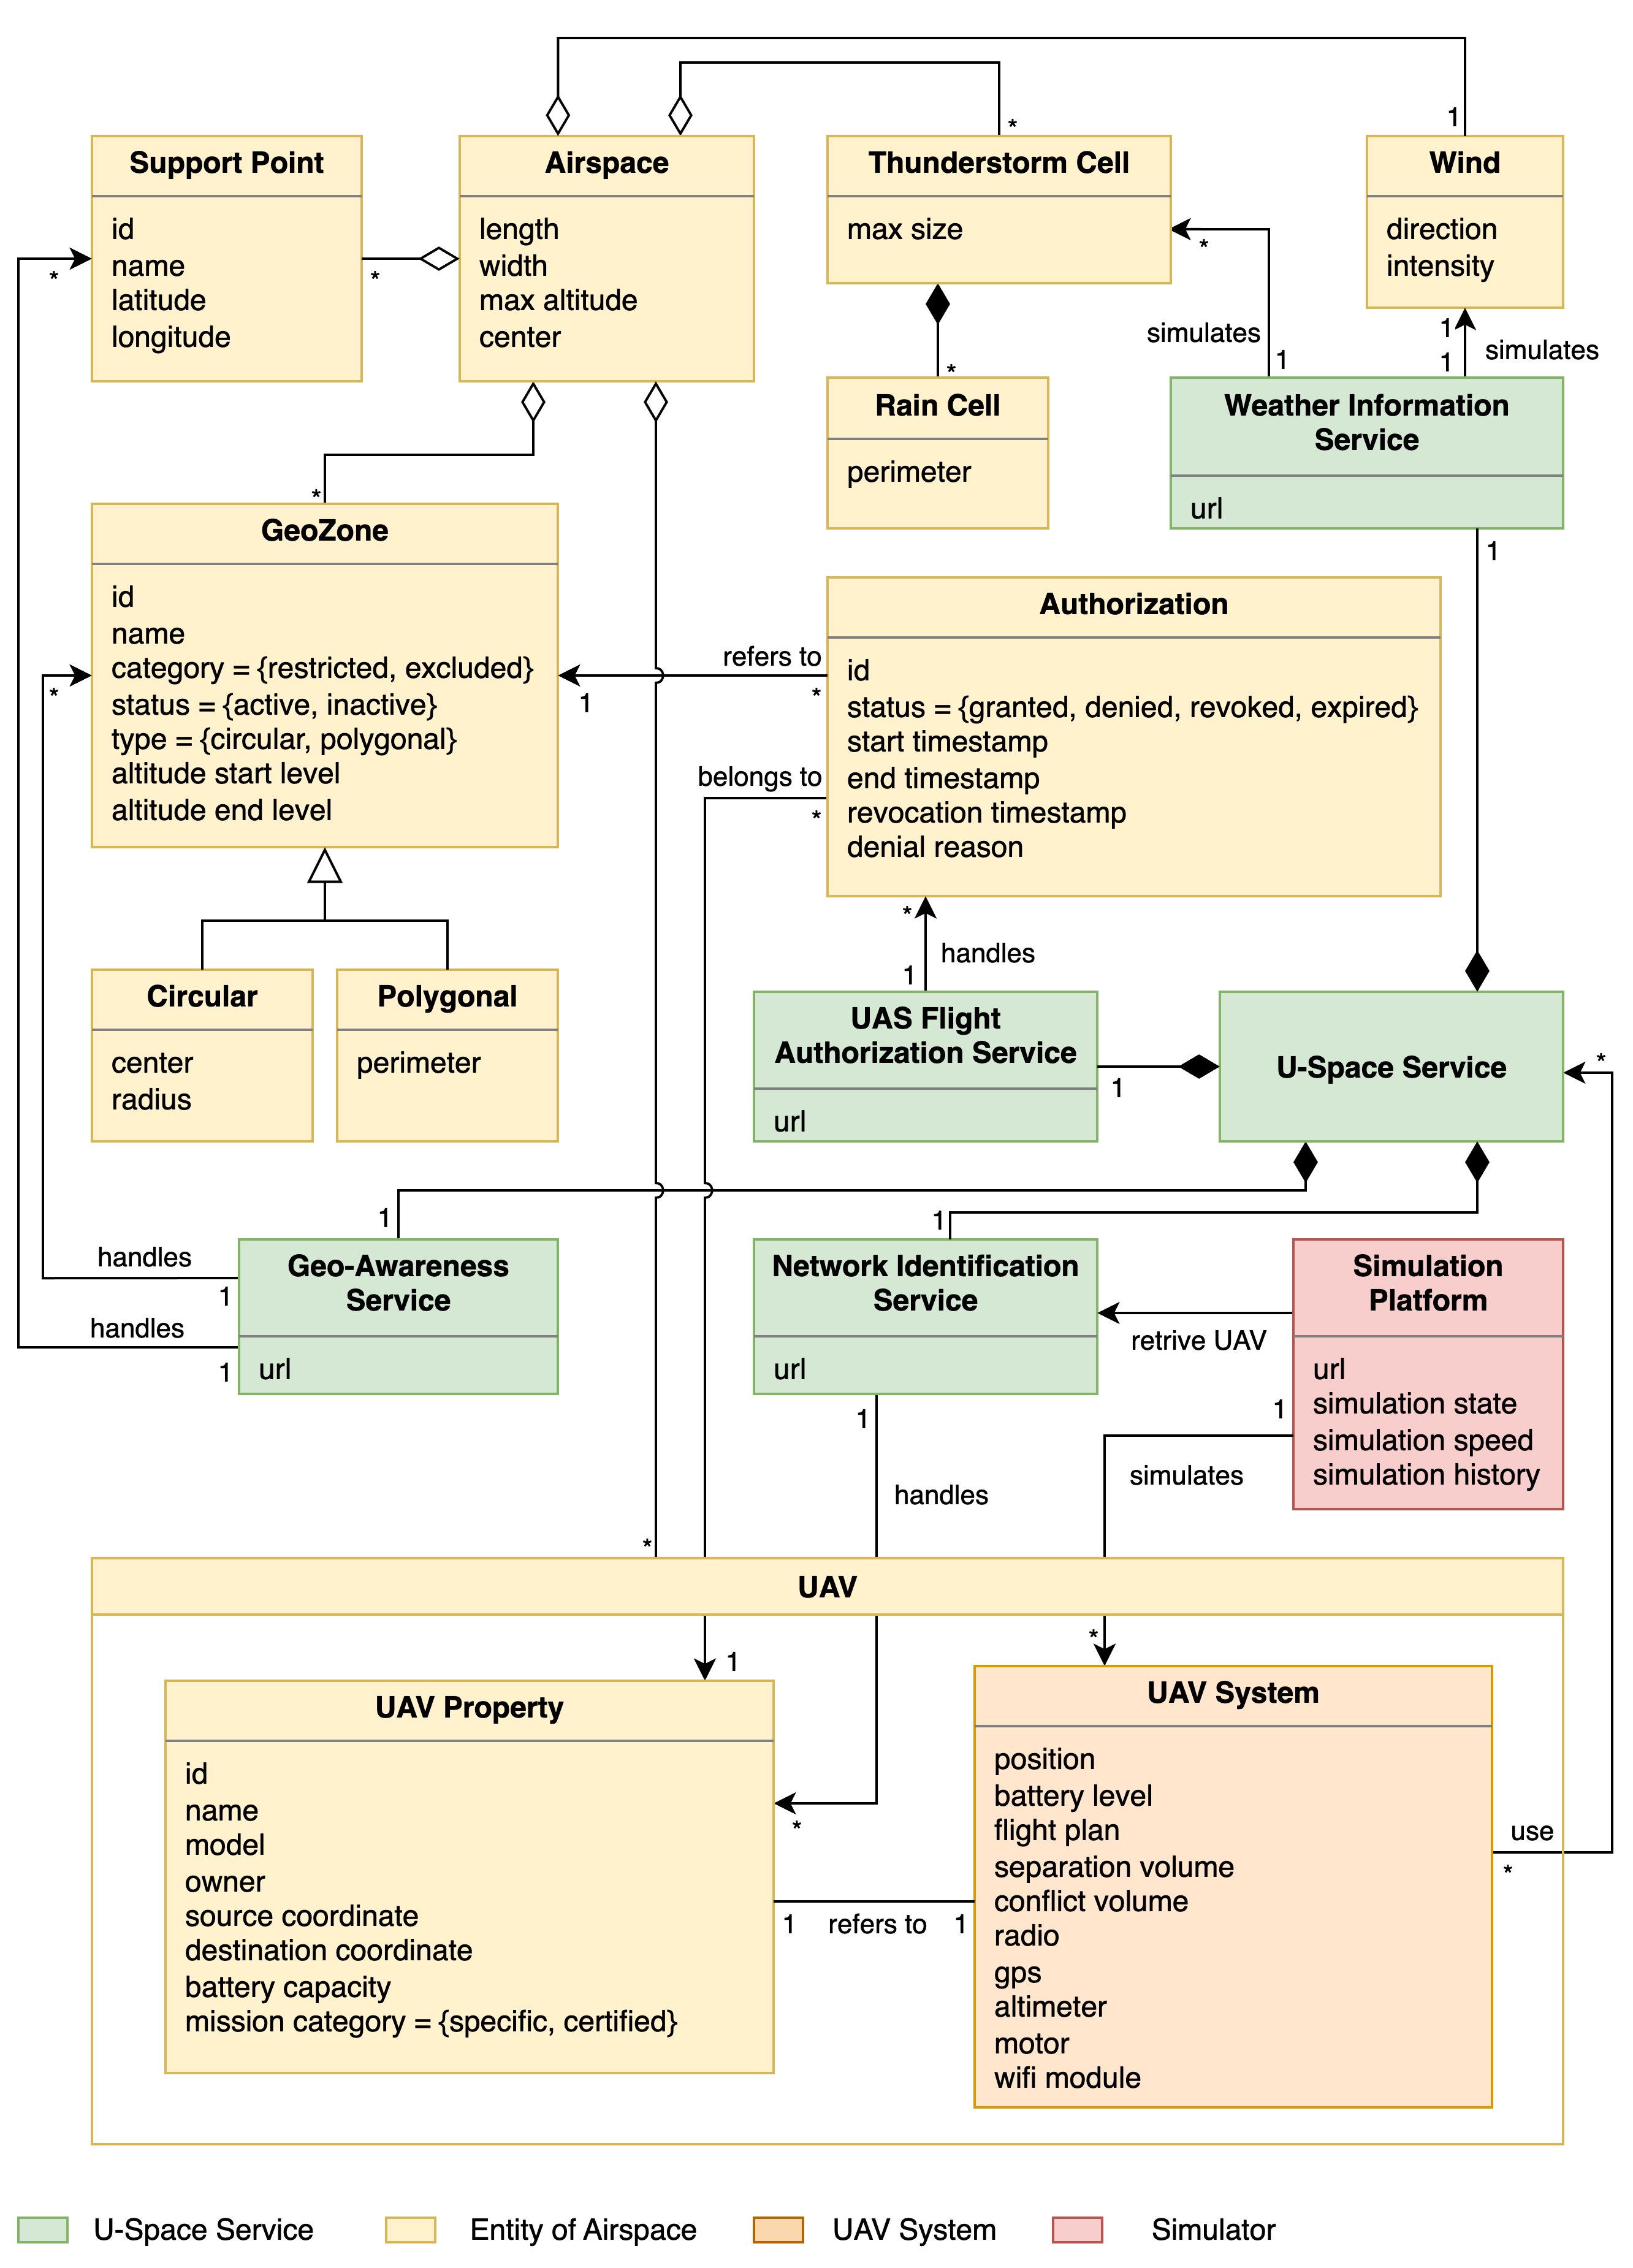 1
*
Support Point
id
name
latitude
longitude
*
*
Airspace
length
width
max altitude
center
Thunderstorm Cell
max size
*
simulates
1
Wind
direction
intensity
1
1
simulates
*
Rain Cell
perimeter
Weather Information
Service
url
1
*
GeoZone
id
name
category = {restricted, excluded}
status = {active, inactive}
type = {circular, polygonal}
altitude start level
altitude end level
*
1
refers to
*
belongs to
*
Authorization
id
status = {granted, denied, revoked, expired}
start timestamp
end timestamp
revocation timestamp
denial reason
*
handles
1
Circular
center
radius
Polygonal
perimeter
UAS Flight
Authorization Service
url
1
U-Space Service
*
1
1
handles
1
handles
1
Geo-Awareness
Service
url
Network Identification
Service
url
retrive UAV
Simulation
Platform
url
simulation state
simulation speed
simulation history
1
1
simulates
handles
*
UAV
1
*
UAV Property
id
name
model
owner
source coordinate
destination coordinate
battery capacity
mission category = {specific, certified}
*
1 refers to 1
UAV System
position
battery level
flight plan
separation volume
conflict volume
radio
gps
altimeter
motor
wifi module
use
*
U-Space Service
Entity of Airspace
UAV System
Simulator